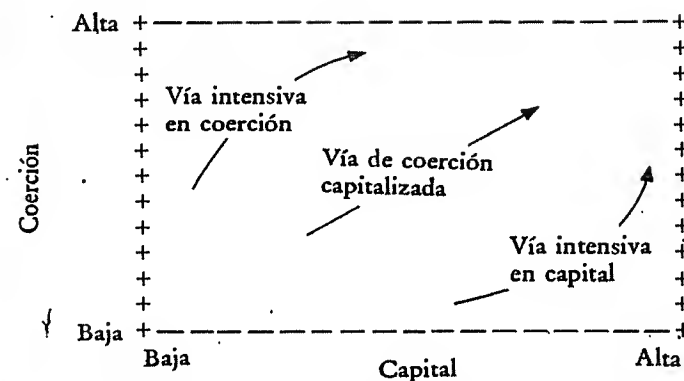 Alta
Vía intensiva
en coerción
Vía de coerción
capitalizada
Coerción
Vía intensiva
en capital
Baja
Baja
Capital
Alta